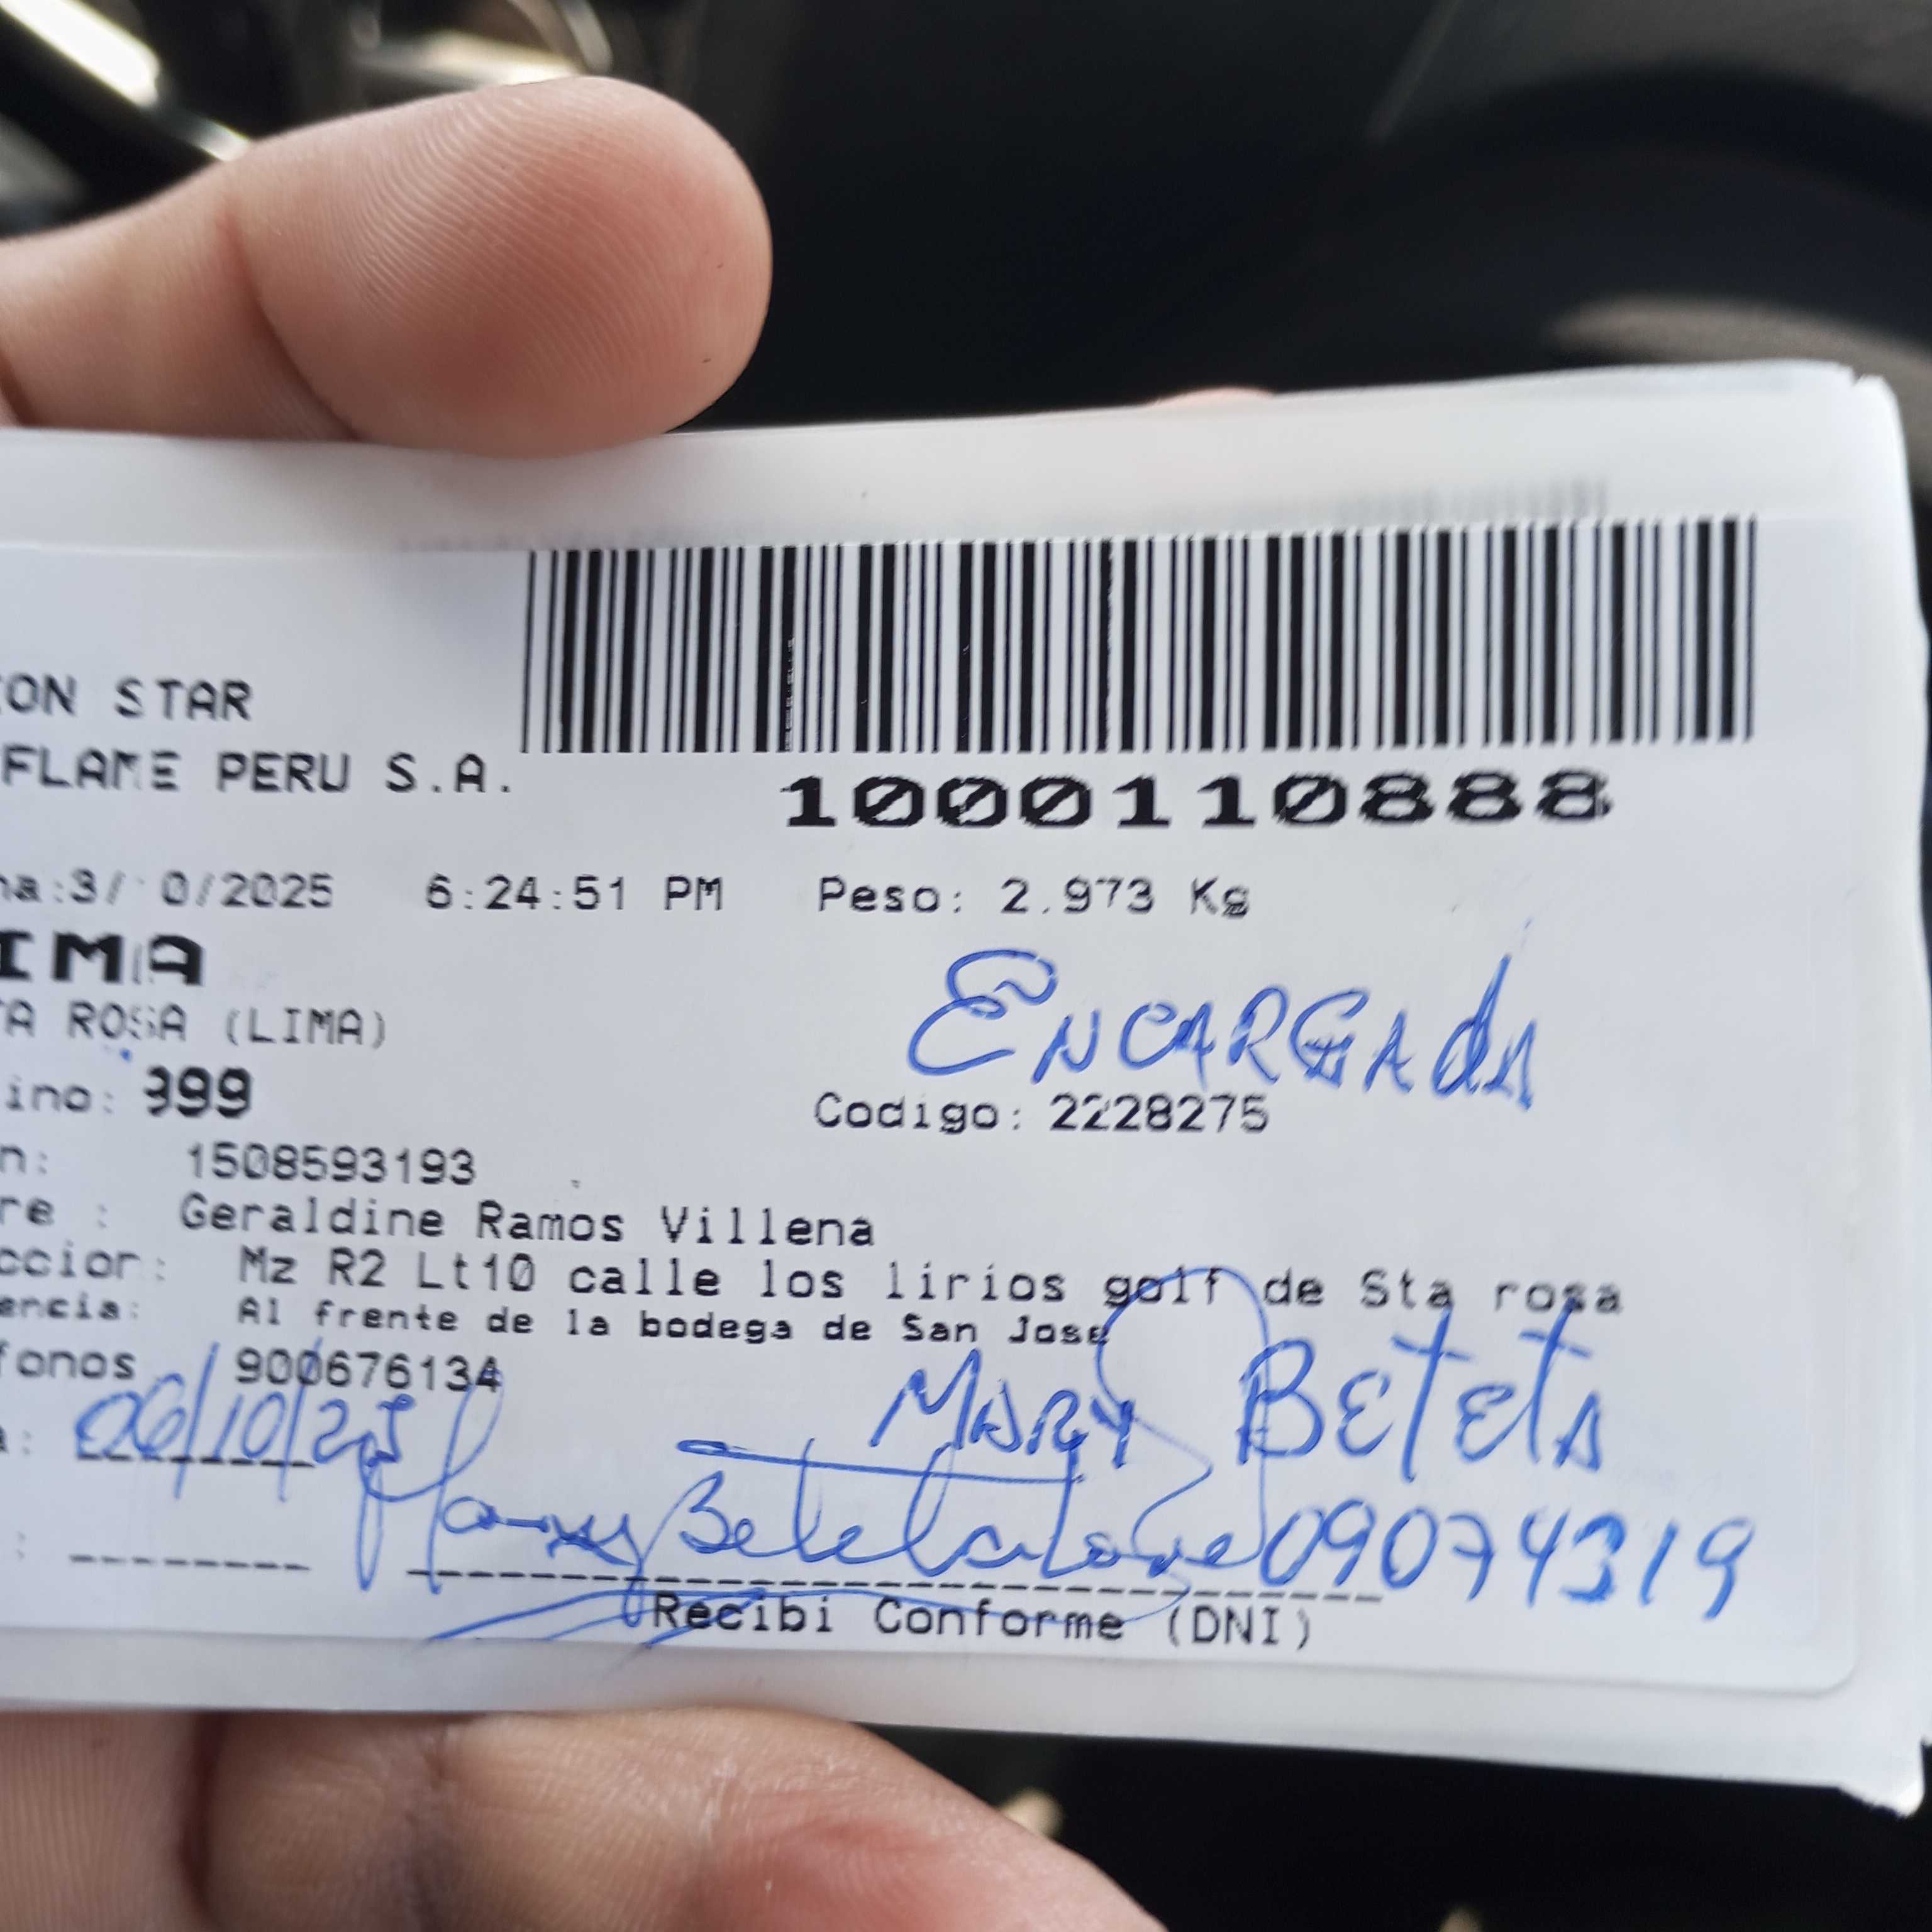 ON STAR
FLAME PERU S.A.
1000110888
a:3/ 0/2025 6:24:51 PM Peso: 2.973 Kg
IMA
TA ROSA (LIMA)
ENCARGADA
ino: 999
Codigo: 2228275
n: 1508593193
re : Geraldine Ramos Villena
ccion: Mz R2 Lt10 calle los lirios golf de Sta rosa
encia: Al frente de la bodega de San Jose
fonos 900676134
a: 06/10/25
MARY BETETA
09074319
Recibi Conforme (DNI)